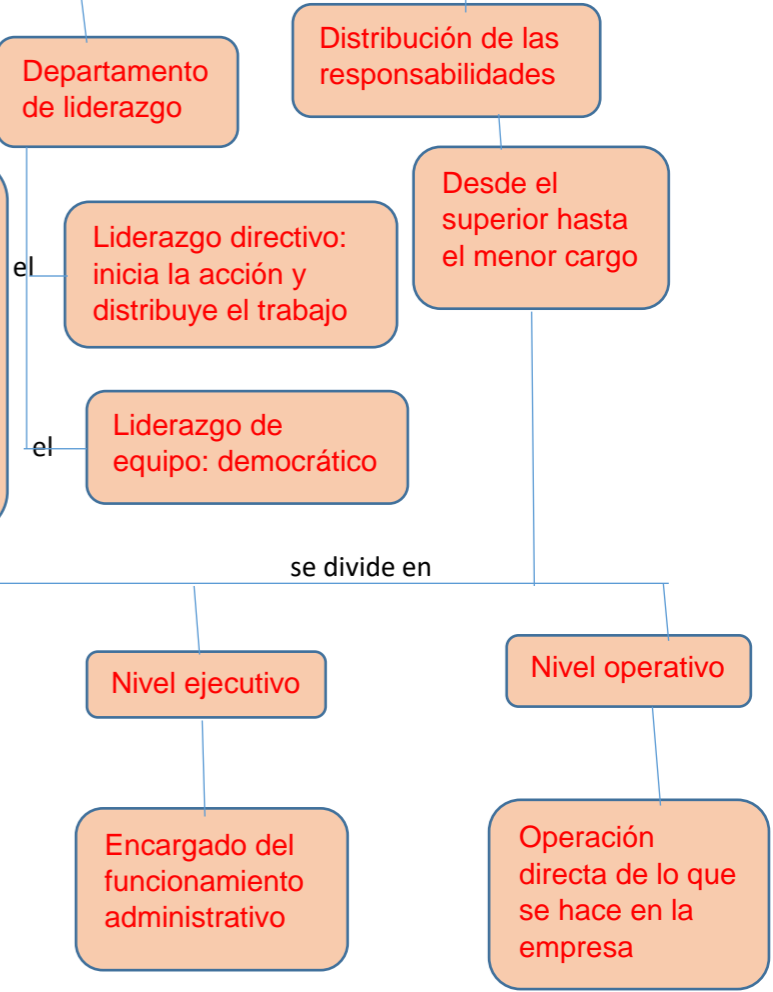 Distribución de las
responsabilidades
Departamento
de liderazgo
Desde el
superior hasta
el menor cargo
el
Liderazgo directivo:
inicia la acción y
distribuye el trabajo
el
Liderazgo de
equipo: democrático
se divide en
Nivel ejecutivo
Nivel operativo
Encargado del
funcionamiento
administrativo
Operación
directa de lo que
se hace en la
empresa